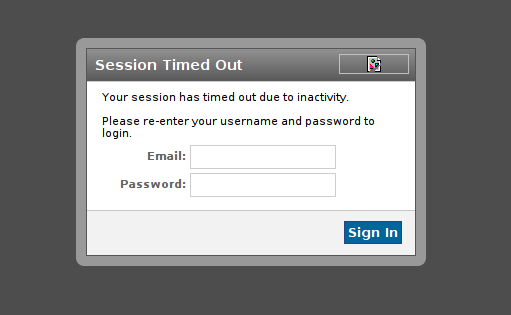 Session Timed Out
Your session has timed out due to inactivity.
Please re-enter your username and password to
login.
Email:
Password:
Sign In